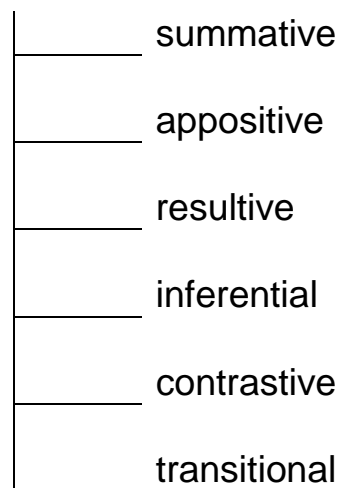 summative
appositive
resultive
inferential
contrastive
transitional